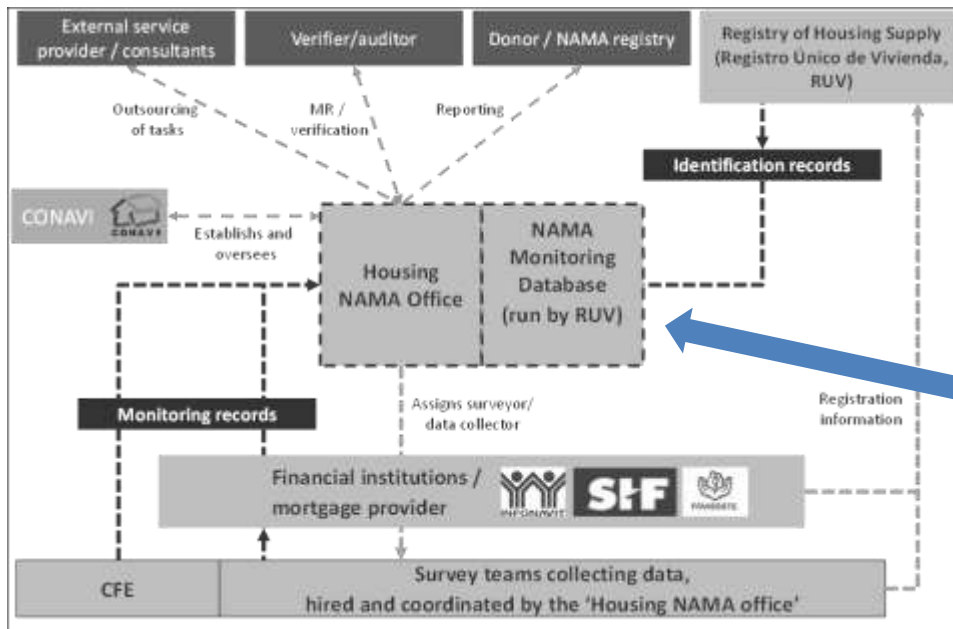 External service
provider / consultants
Verifier/auditor
Donor / NAMA registry
Registry of Housing Supply
(Registro Único de Vivienda,
RUV)
Outsourcing
of tasks
MR /
verification
Reporting
Identification records
CONAVI
CONAVI
Establishs and
oversees
Housing
NAMA Office
NAMA
Monitoring
Database
(run by RUV)
Monitoring records
Assigns surveyor/
data collector
Registration
information
Financial institutions /
mortgage provider
INFONAVIT
SHF
CFE
Survey teams collecting data,
hired and coordinated by the 'Housing NAMA office'